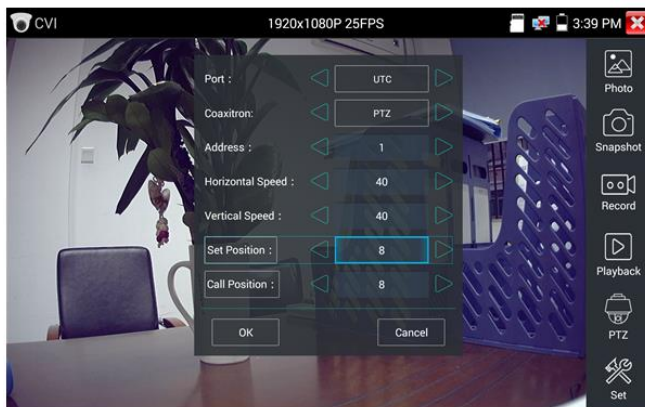 CVI 1920x1080P 25FPS 3:39 PM
Port : UTC
Coaxitron: PTZ
Address : 1
Horizontal Speed : 40
Vertical Speed : 40
Set Position : 8
Call Position : 8
OK Cancel
Photo
Snapshot
Record
Playback
PTZ
Set